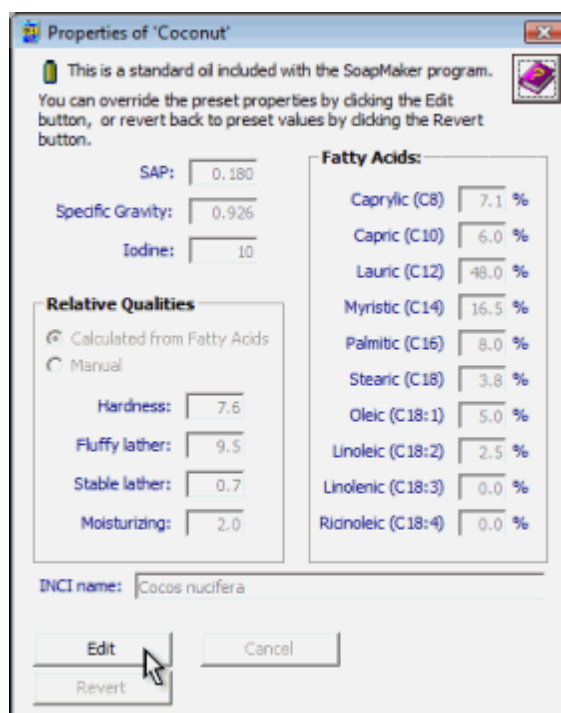 Properties of 'Coconut'
This is a standard oil included with the SoapMaker program.
You can override the preset properties by clicking the Edit
button, or revert back to preset values by clicking the Revert
button.
SAP: 0.180
Specific Gravity: 0.926
Iodine: 10
Relative Qualities
Calculated from Fatty Acids
Manual
Hardness: 7.6
Fluffy lather: 9.5
Stable lather: 0.7
Moisturizing: 2.0
Fatty Acids:
Caprylic (C8) 7.1 %
Capric (C10) 6.0 %
Lauric (C12) 48.0 %
Myristic (C14) 16.5 %
Palmitic (C16) 8.0 %
Stearic (C18) 3.8 %
Oleic (C18:1) 5.0 %
Linoleic (C18:2) 2.5 %
Linolenic (C18:3) 0.0 %
Ricinoleic (C18:4) 0.0 %
INCI name: Cocos nucifera
Edit Cancel
Revert